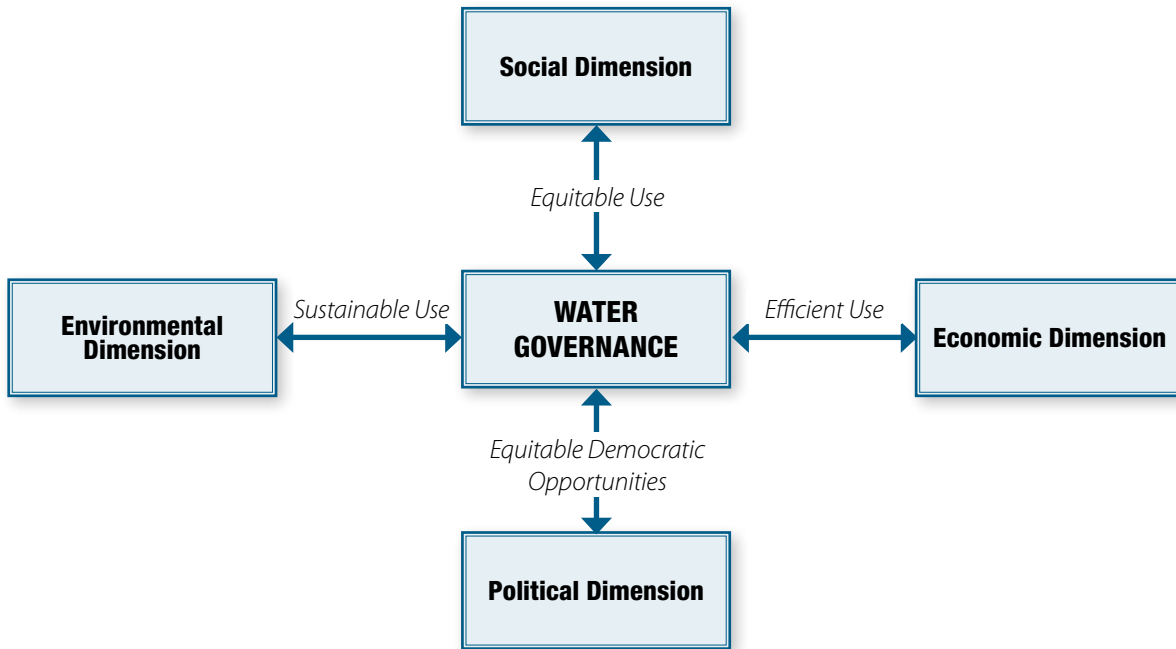 Social Dimension
Equitable Use
Environmental
Dimension
Sustainable Use
WATER
GOVERNANCE
Efficient Use
Economic Dimension
Equitable Democratic
Opportunities
Political Dimension